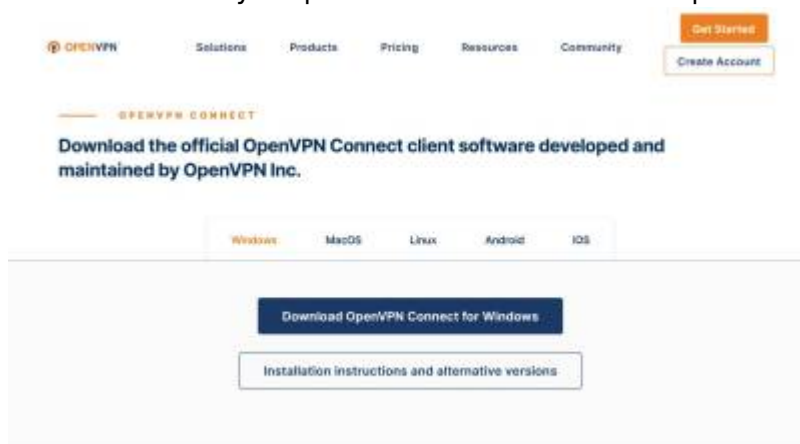 OPENVPN
Solutions
Products
Pricing
Resources
Community
Get Started
Create Account
OPENVPN CONNECT
Download the official OpenVPN Connect client software developed and
maintained by OpenVPN Inc.
Windows
MacOS
Linux
Android
IOS
Download OpenVPN Connect for Windows
Installation instructions and alternative versions